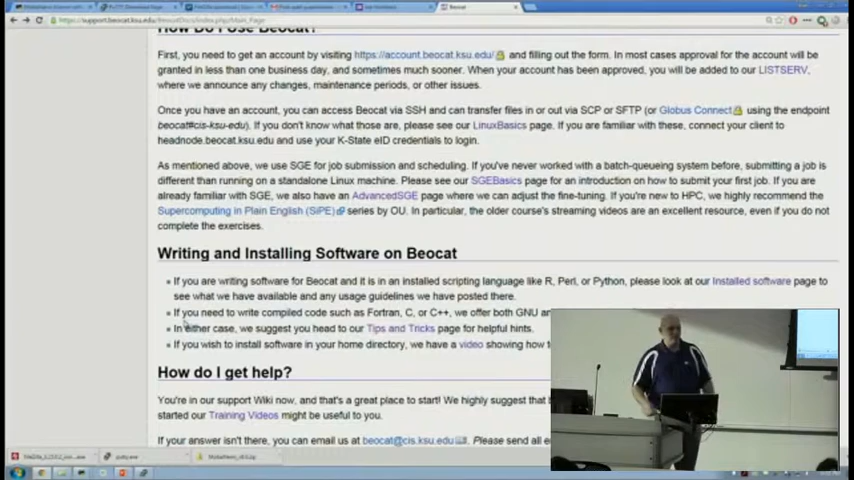 Beocat
https://support.beocat.ksu.edu/BeocatDocs/index.php/Main_Page
How Do I Use Beocat?
First, you need to get an account by visiting https://account.beocat.ksu.edu/ and filling out the form. In most cases approval for the account will be
granted in less than one business day, and sometimes much sooner. When your account has been approved, you will be added to our LISTSERV,
where we announce any changes, maintenance periods, or other issues.
Once you have an account, you can access Beocat via SSH and can transfer files in or out via SCP or SFTP (or Globus Connect using the endpoint
beocat#cis-ksu-edu). If you don't know what those are, please see our LinuxBasics page. If you are familiar with these, connect your client to
headnode.beocat.ksu.edu and use your K-State eID credentials to login.
As mentioned above, we use SGE for job submission and scheduling. If you've never worked with a batch-queueing system before, submitting a job is
different than running on a standalone Linux machine. Please see our SGEBasics page for an introduction on how to submit your first job. If you are
already familiar with SGE, we also have an AdvancedSGE page where we can adjust the fine-tuning. If you're new to HPC, we highly recommend the
Supercomputing in Plain English (SiPE) series by OU. In particular, the older course's streaming videos are an excellent resource, even if you do not
complete the exercises.
Writing and Installing Software on Beocat
If you are writing software for Beocat and it is in an installed scripting language like R, Perl, or Python, please look at our Installed software page to
see what we have available and any usage guidelines we have posted there.
If you need to write compiled code such as Fortran, C, or C++, we offer both GNU
In either case, we suggest you head to our Tips and Tricks page for helpful hints.
If you wish to install software in your home directory, we have a video showing how
How do I get help?
You're in our support Wiki now, and that's a great place to start! We highly suggest that
started our Training Videos might be useful to you.
If your answer isn't there, you can email us at beocat@cis.ksu.edu. Please send all